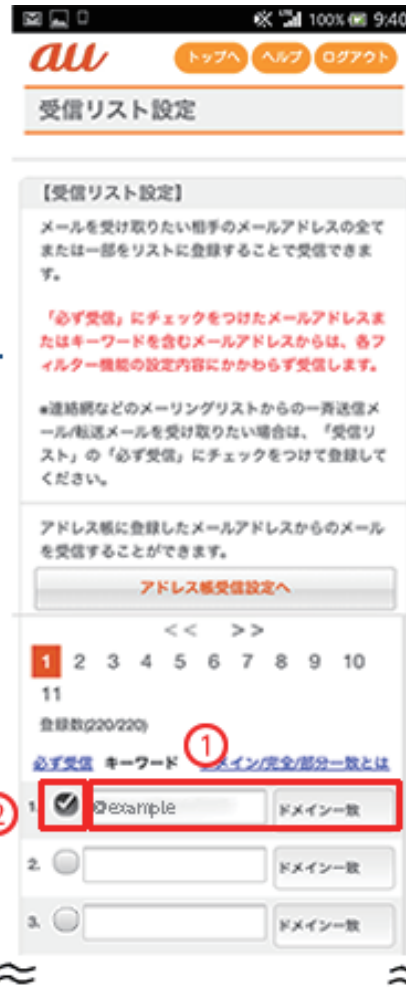 100% 9:40
au トップへ ヘルプ ログアウト
受信リスト設定
【受信リスト設定】
メールを受け取りたい相手のメールアドレスの全て
または一部をリストに登録することで受信できま
す。
「必ず受信」にチェックをつけたメールアドレスま
たはキーワードを含むメールアドレスからは、各フ
ィルター機能の設定内容にかかわらず受信します。
※連絡網などのメーリングリストからの一斉送信メ
ール/転送メールを受け取りたい場合は、「受信リ
スト」の「必ず受信」にチェックをつけて登録して
ください。
アドレス帳に登録したメールアドレスからのメール
を受信することができます。
アドレス帳受信設定へ
<< >>
1 2 3 4 5 6 7 8 9 10
11
登録数(220/220)
①
必ず受信 キーワード ドメイン/完全/部分一致とは
② 1. @example ドメイン一致
2. ドメイン一致
3. ドメイン一致